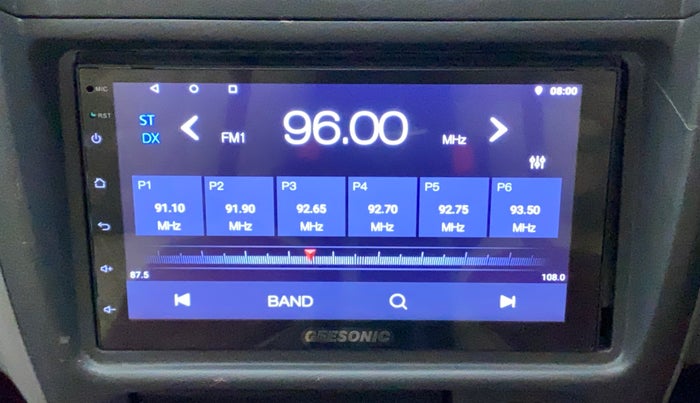 MIC
08:00
RST
ST
DX
FM1
96.00
MHz
P1 P2 P3 P4 P5 P6
91.10 91.90 92.65 92.70 92.75 93.50
MHz MHz MHz MHz MHz MHz
87.5 108.0
BAND
GEESONIC